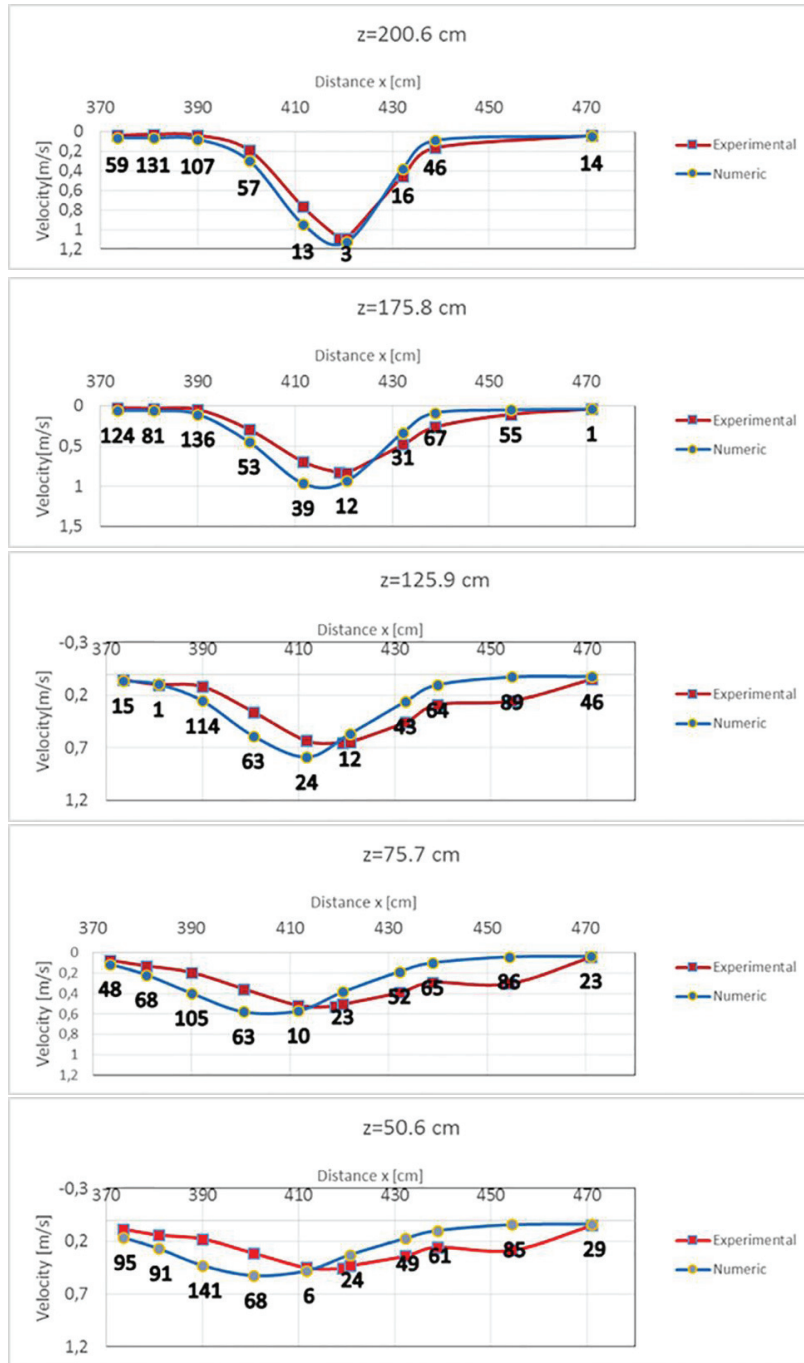 z=200.6 cm
Distance x [cm]
370 390 410 430 450 470
Velocity[m/s]
0
0,2
0,4
0,6
0,8
1
1,2
59 131 107 57 13 3 16 46 14
Experimental
Numeric
z=175.8 cm
Distance x [cm]
370 390 410 430 450 470
Velocity[m/s]
0
0,5
1
1,5
124 81 136 53 39 12 31 67 55 1
Experimental
Numeric
z=125.9 cm
Distance x [cm]
370 390 410 430 450 470
Velocity [m/s]
-0,3
0,2
0,7
1,2
15 1 114 63 24 12 43 64 89 46
Experimental
Numeric
z=75.7 cm
Distance x [cm]
370 390 410 430 450 470
Velocity [m/s]
0
0,2
0,4
0,6
0,8
1
1,2
48 68 105 63 10 23 52 65 86 23
Experimental
Numeric
z=50.6 cm
Distance x [cm]
370 390 410 430 450 470
Velocity [m/s]
-0,3
0,2
0,7
1,2
95 91 141 68 6 24 49 61 85 29
Experimental
Numeric